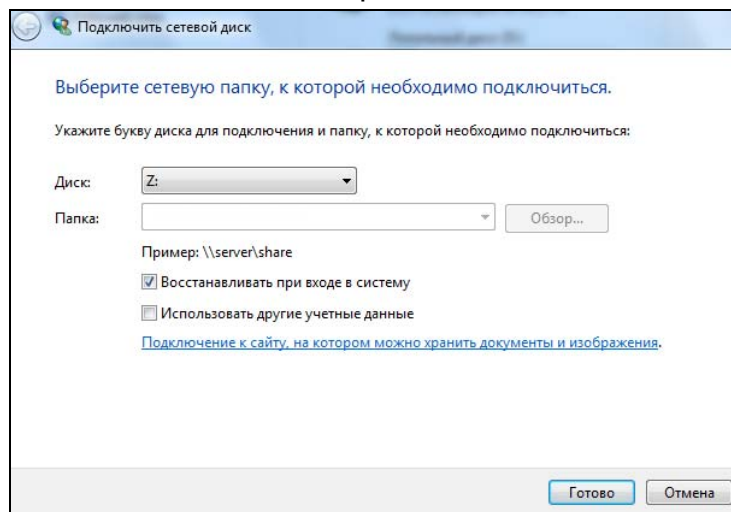 Подключить сетевой диск
Выберите сетевую папку, к которой необходимо подключиться.
Укажите букву диска для подключения и папку, к которой необходимо подключиться:
Диск: Z:
Папка: Обзор...
Пример: \\server\share
Восстанавливать при входе в систему
Использовать другие учетные данные
Подключение к сайту, на котором можно хранить документы и изображения.
Готово Отмена